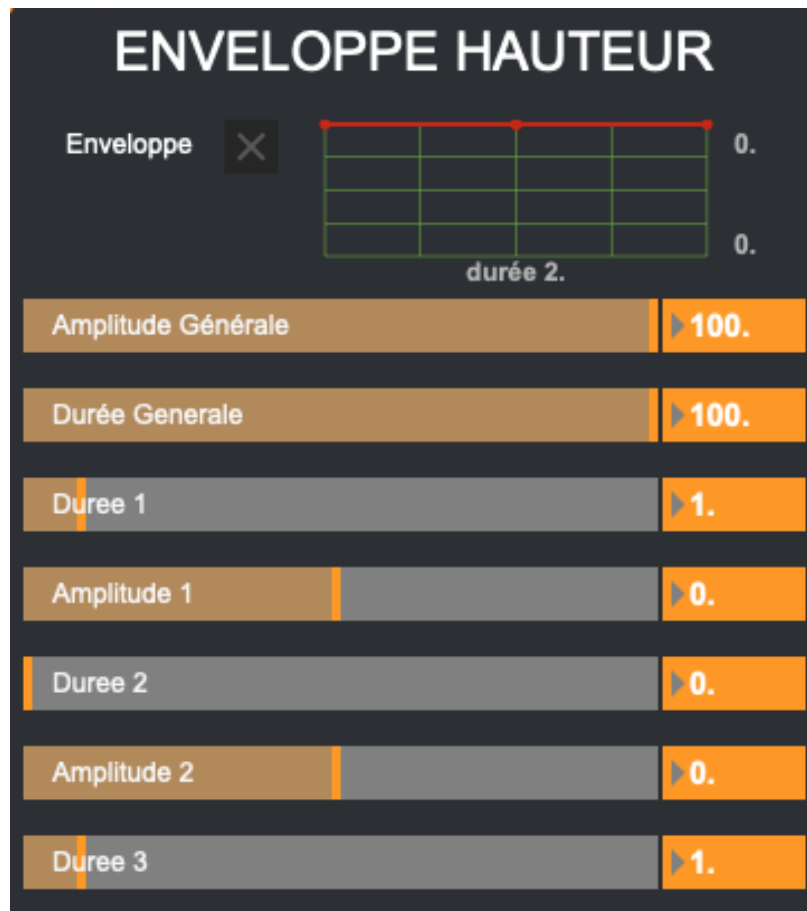 ENVELOPPE HAUTEUR
Enveloppe
0.
0.
durée 2.
Amplitude Générale 100.
Durée Generale 100.
Duree 1 1.
Amplitude 1 0.
Duree 2 0.
Amplitude 2 0.
Duree 3 1.